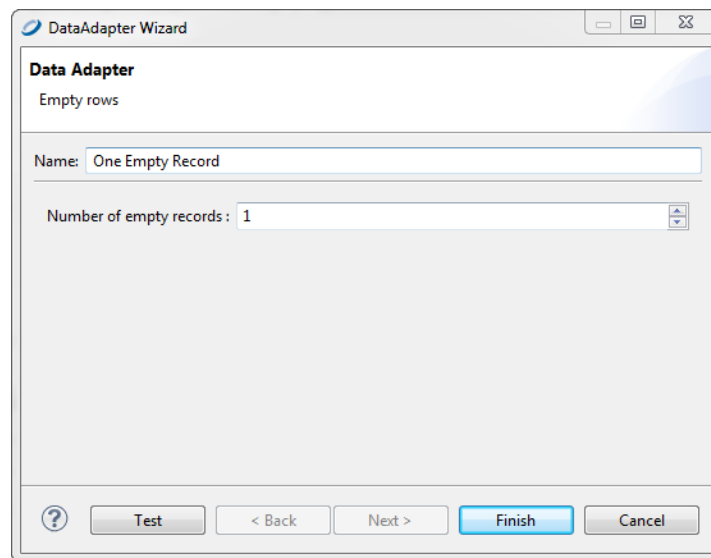 DataAdapter Wizard
Data Adapter
Empty rows
Name: One Empty Record
Number of empty records : 1
? Test < Back Next > Finish Cancel